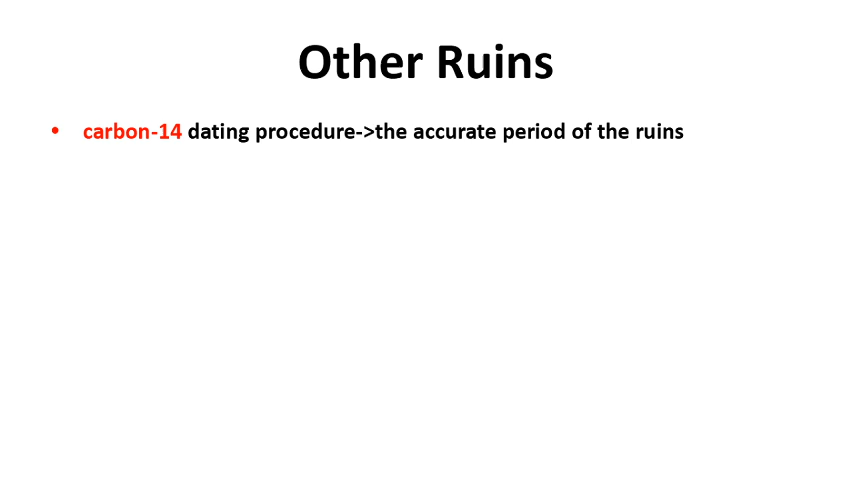 Other Ruins
• carbon-14 dating procedure->the accurate period of the ruins